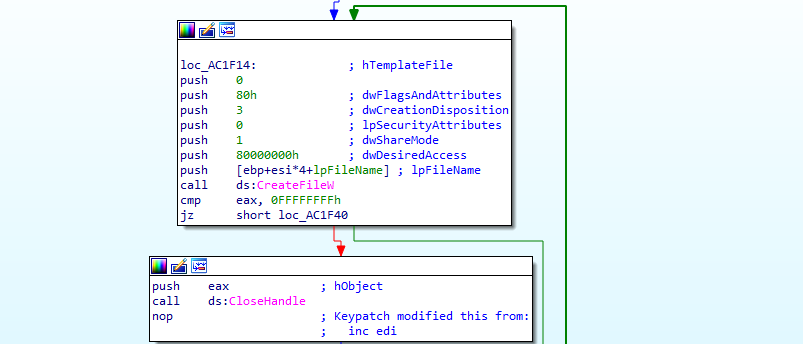 loc_AC1F14: ; hTemplateFile
push 0
push 80h ; dwFlagsAndAttributes
push 3 ; dwCreationDisposition
push 0 ; lpSecurityAttributes
push 1 ; dwShareMode
push 80000000h ; dwDesiredAccess
push [ebp+esi*4+lpFileName] ; lpFileName
call ds:CreateFileW
cmp eax, 0FFFFFFFFh
jz short loc_AC1F40
push eax ; hObject
call ds:CloseHandle
nop ; Keypatch modified this from:
; inc edi